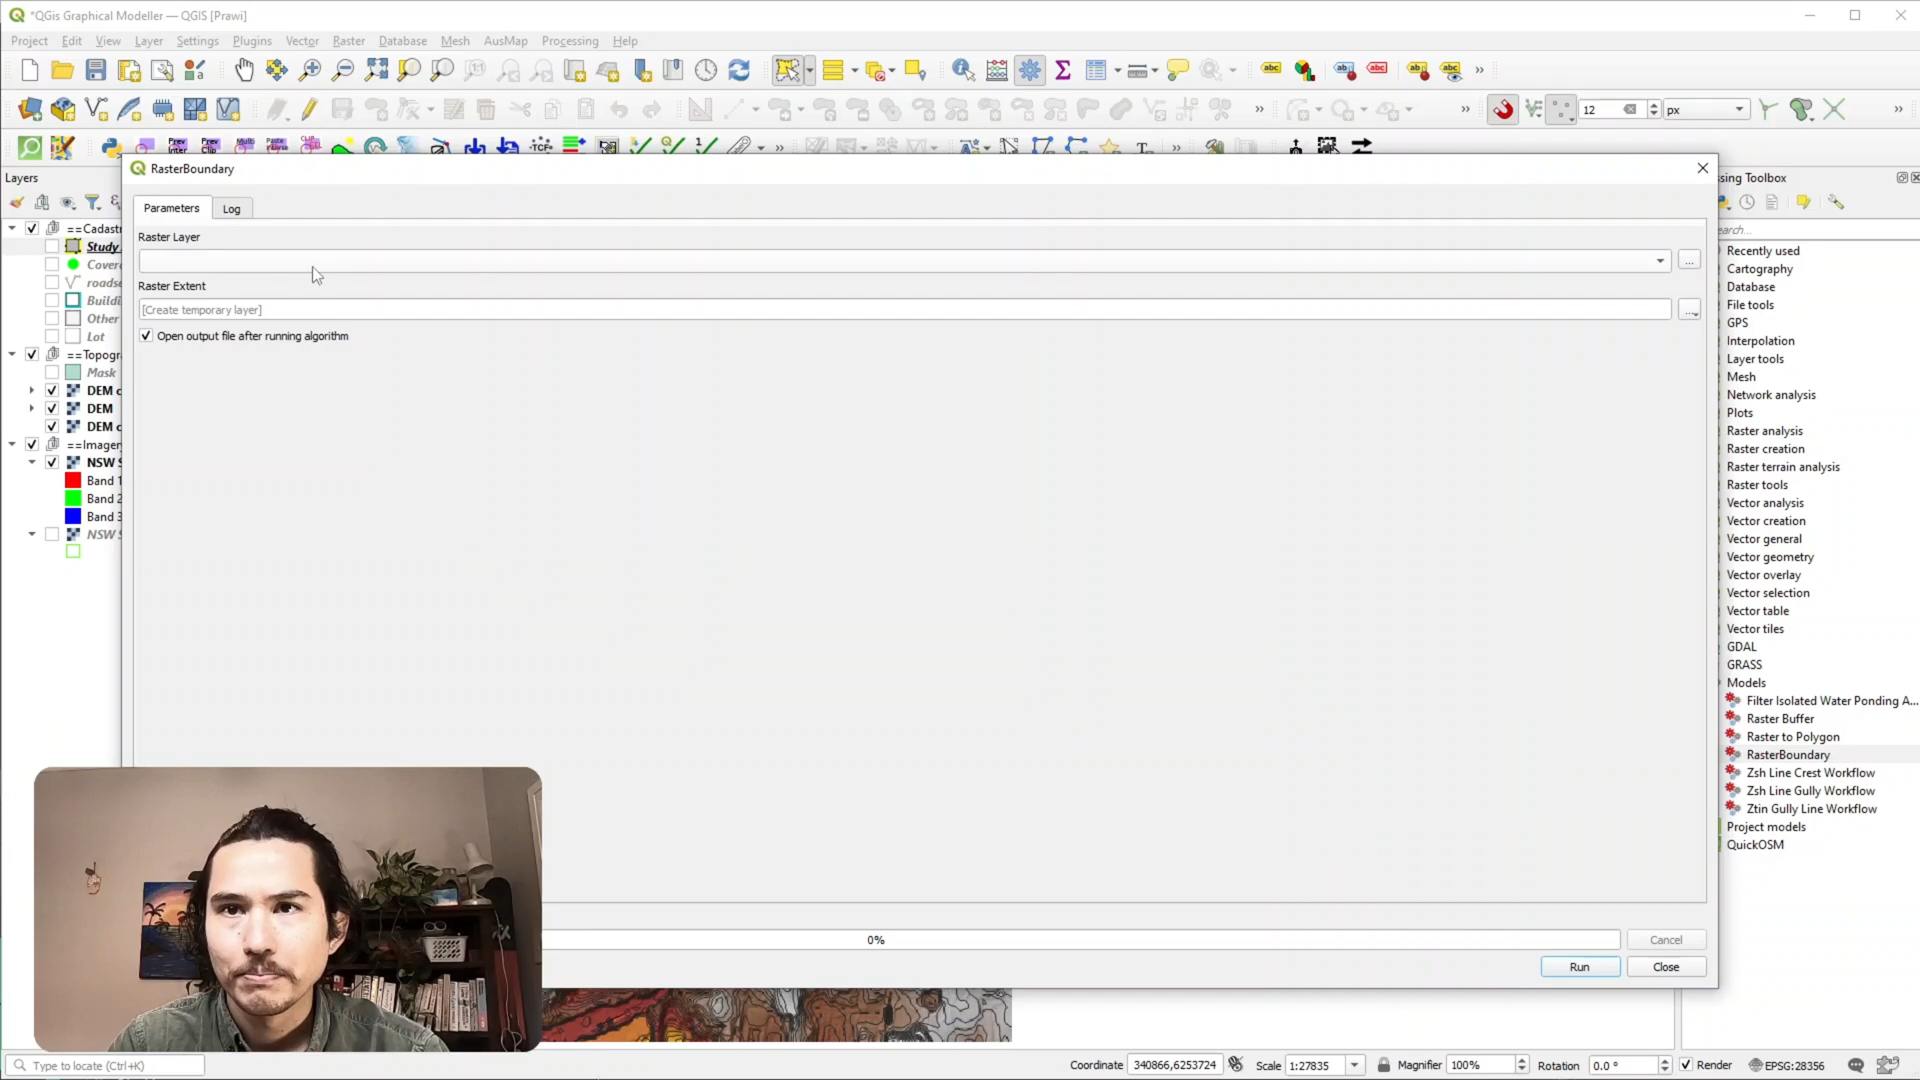 *QGis Graphical Modeller — QGIS [Prawi]
Project Edit View Layer Settings Plugins Vector Raster Database Mesh AusMap Processing Help
12 px
Layers
RasterBoundary
Parameters Log
Raster Layer
Raster Extent
[Create temporary layer]
Open output file after running algorithm
0%
Cancel
Run Close
==Cadast
Study
Cover
roads
Buildi
Other
Lot
==Topogr
Mask
DEM c
DEM
DEM c
==Imager
NSW S
Band 1
Band 2
Band 3
NSW S
sing Toolbox
earch...
Recently used
Cartography
Database
File tools
GPS
Interpolation
Layer tools
Mesh
Network analysis
Plots
Raster analysis
Raster creation
Raster terrain analysis
Raster tools
Vector analysis
Vector creation
Vector general
Vector geometry
Vector overlay
Vector selection
Vector table
Vector tiles
GDAL
GRASS
Models
Filter Isolated Water Ponding A...
Raster Buffer
Raster to Polygon
RasterBoundary
Zsh Line Crest Workflow
Zsh Line Gully Workflow
Ztin Gully Line Workflow
Project models
QuickOSM
Type to locate (Ctrl+K)
Coordinate 340866,6253724 Scale 1:27835 Magnifier 100% Rotation 0.0 ° Render EPSG:28356